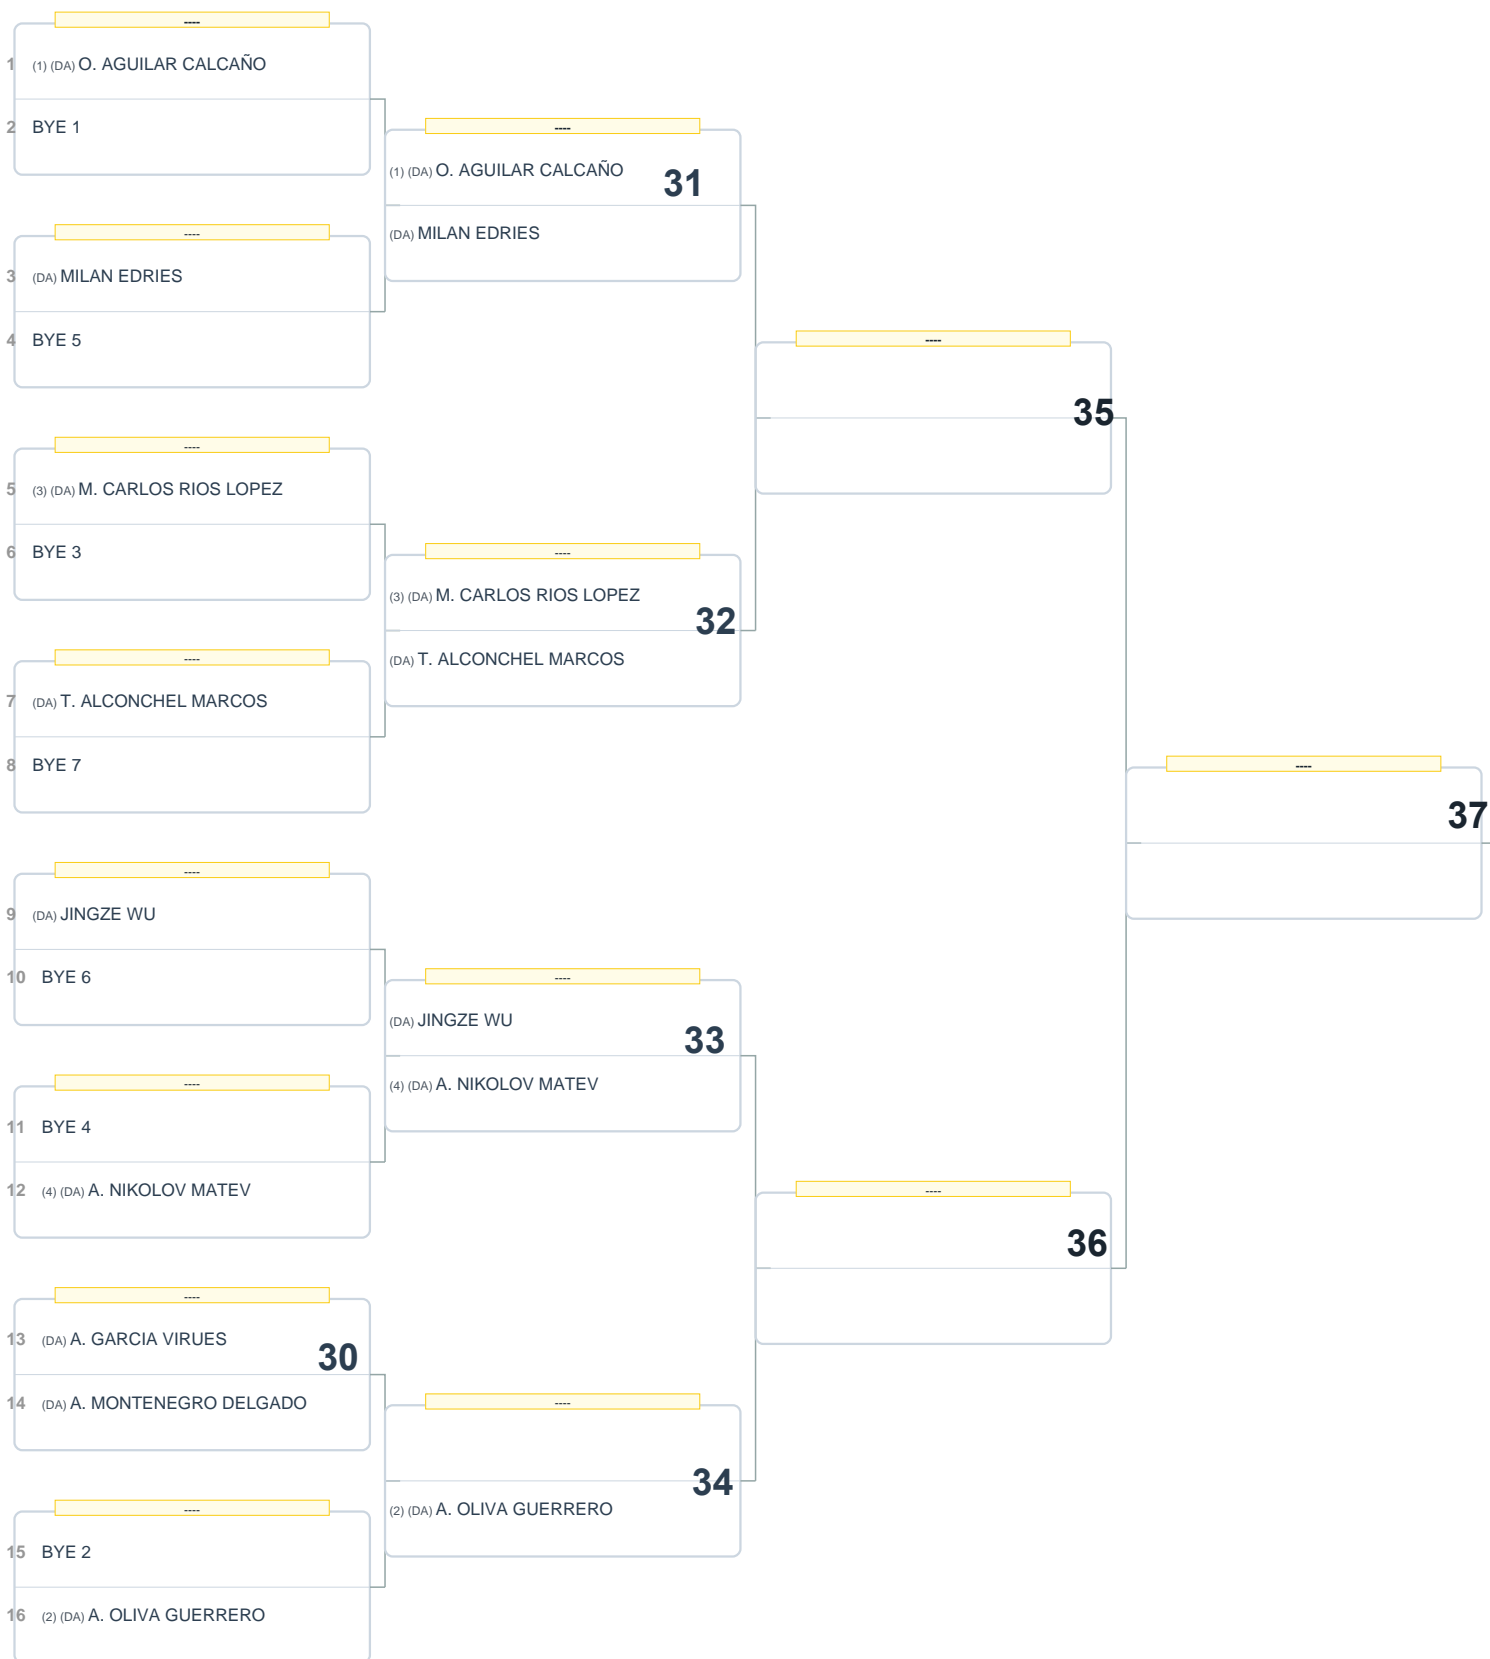 ----
1 (1) (DA) O. AGUILAR CALCAÑO
2 BYE 1
----
3 (DA) MILAN EDRIES
4 BYE 5
----
5 (3) (DA) M. CARLOS RIOS LOPEZ
6 BYE 3
----
7 (DA) T. ALCONCHEL MARCOS
8 BYE 7
----
9 (DA) JINGZE WU
10 BYE 6
----
11 BYE 4
12 (4) (DA) A. NIKOLOV MATEV
----
13 (DA) A. GARCIA VIRUES
30
14 (DA) A. MONTENEGRO DELGADO
----
15 BYE 2
16 (2) (DA) A. OLIVA GUERRERO
----
(1) (DA) O. AGUILAR CALCAÑO
31
(DA) MILAN EDRIES
----
(3) (DA) M. CARLOS RIOS LOPEZ
32
(DA) T. ALCONCHEL MARCOS
----
(DA) JINGZE WU
33
(4) (DA) A. NIKOLOV MATEV
----
34
(2) (DA) A. OLIVA GUERRERO
----
35
----
36
----
37